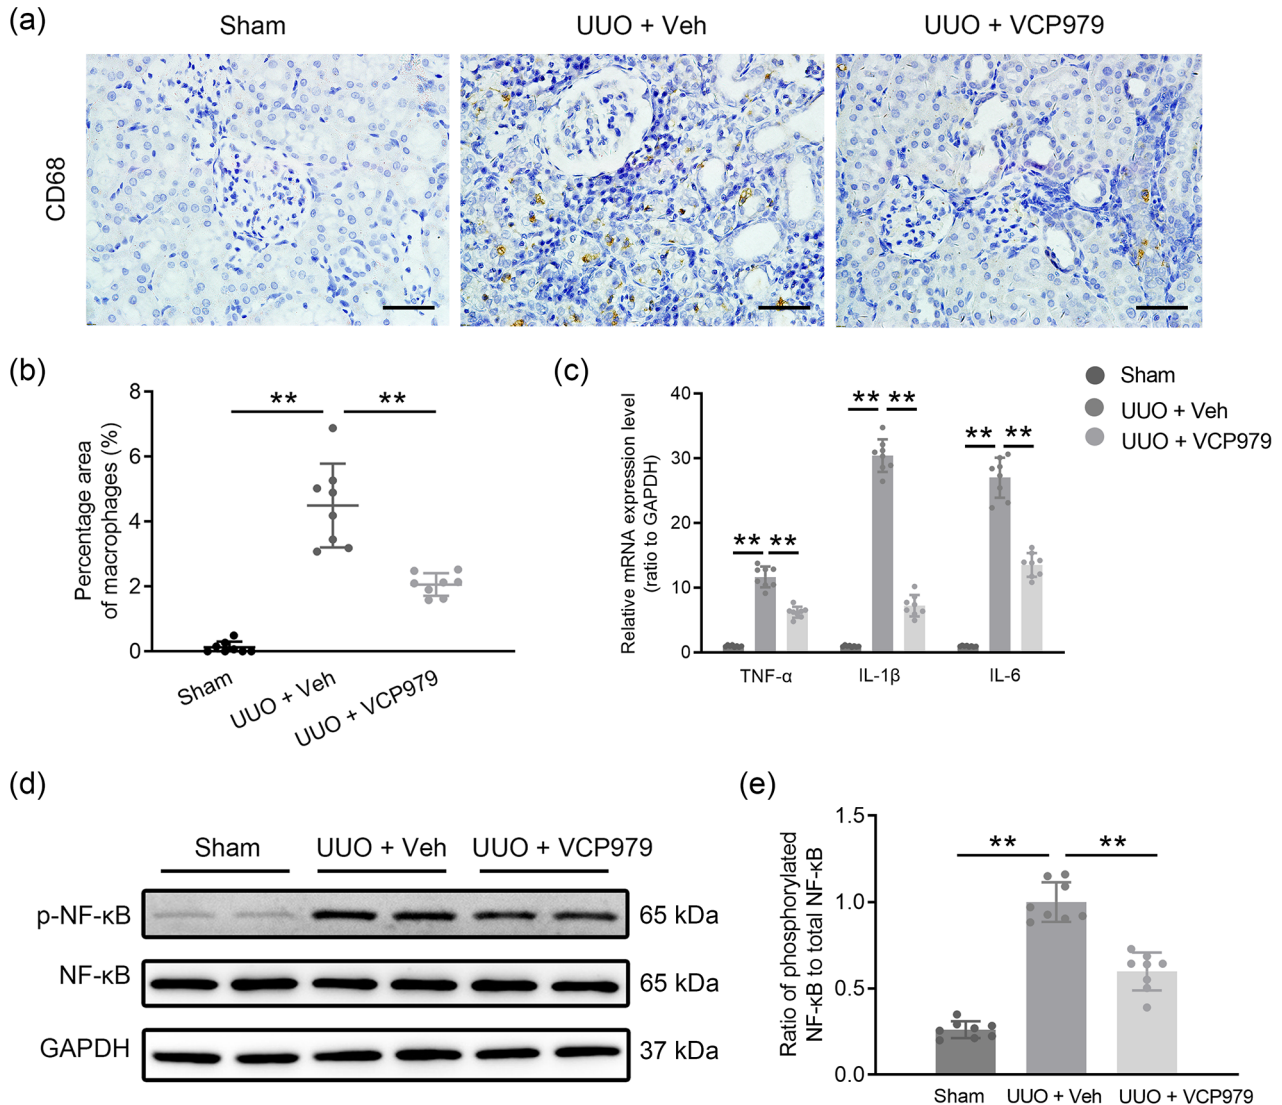 (a)
Sham
UUO + Veh
UUO + VCP979
CD68
(b)
Percentage area
of macrophages (%)
8
6
4
2
0
**
**
Sham
UUO + Veh
UUO + VCP979
(c)
Relative mRNA expression level
(ratio to GAPDH)
40
30
20
10
0
** **
** **
** **
TNF-α
IL-1β
IL-6
Sham
UUO + Veh
UUO + VCP979
(d)
Sham
UUO + Veh
UUO + VCP979
p-NF-κB
65 kDa
NF-κB
65 kDa
GAPDH
37 kDa
(e)
Ratio of phosphorylated
NF-κB to total NF-κB
1.5
1.0
0.5
0.0
**
**
Sham
UUO + Veh
UUO + VCP979